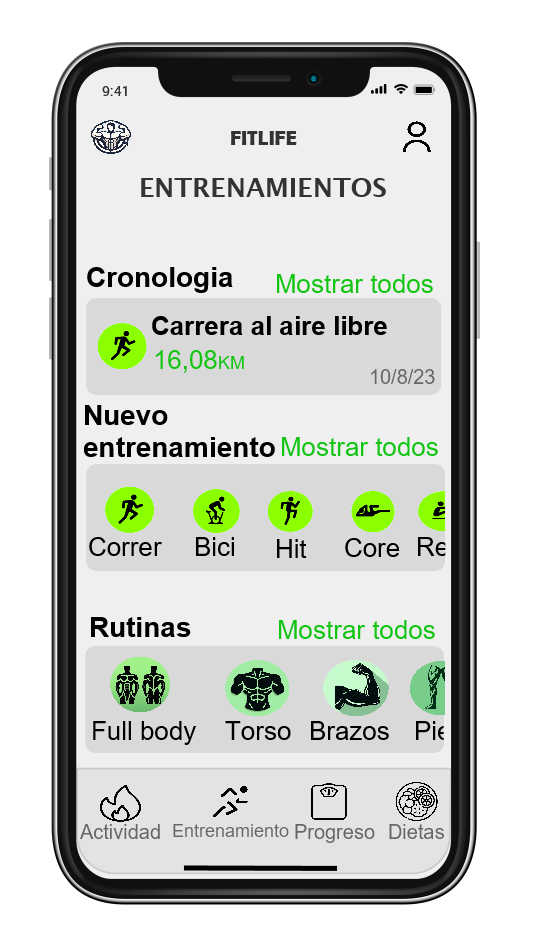 9:41
FITLIFE
ENTRENAMIENTOS
Cronologia
Mostrar todos
Carrera al aire libre
16,08KM
10/8/23
Nuevo
entrenamiento Mostrar todos
Correr Bici Hit Core Re
Rutinas
Mostrar todos
Full body Torso Brazos Pie
Actividad Entrenamiento Progreso Dietas